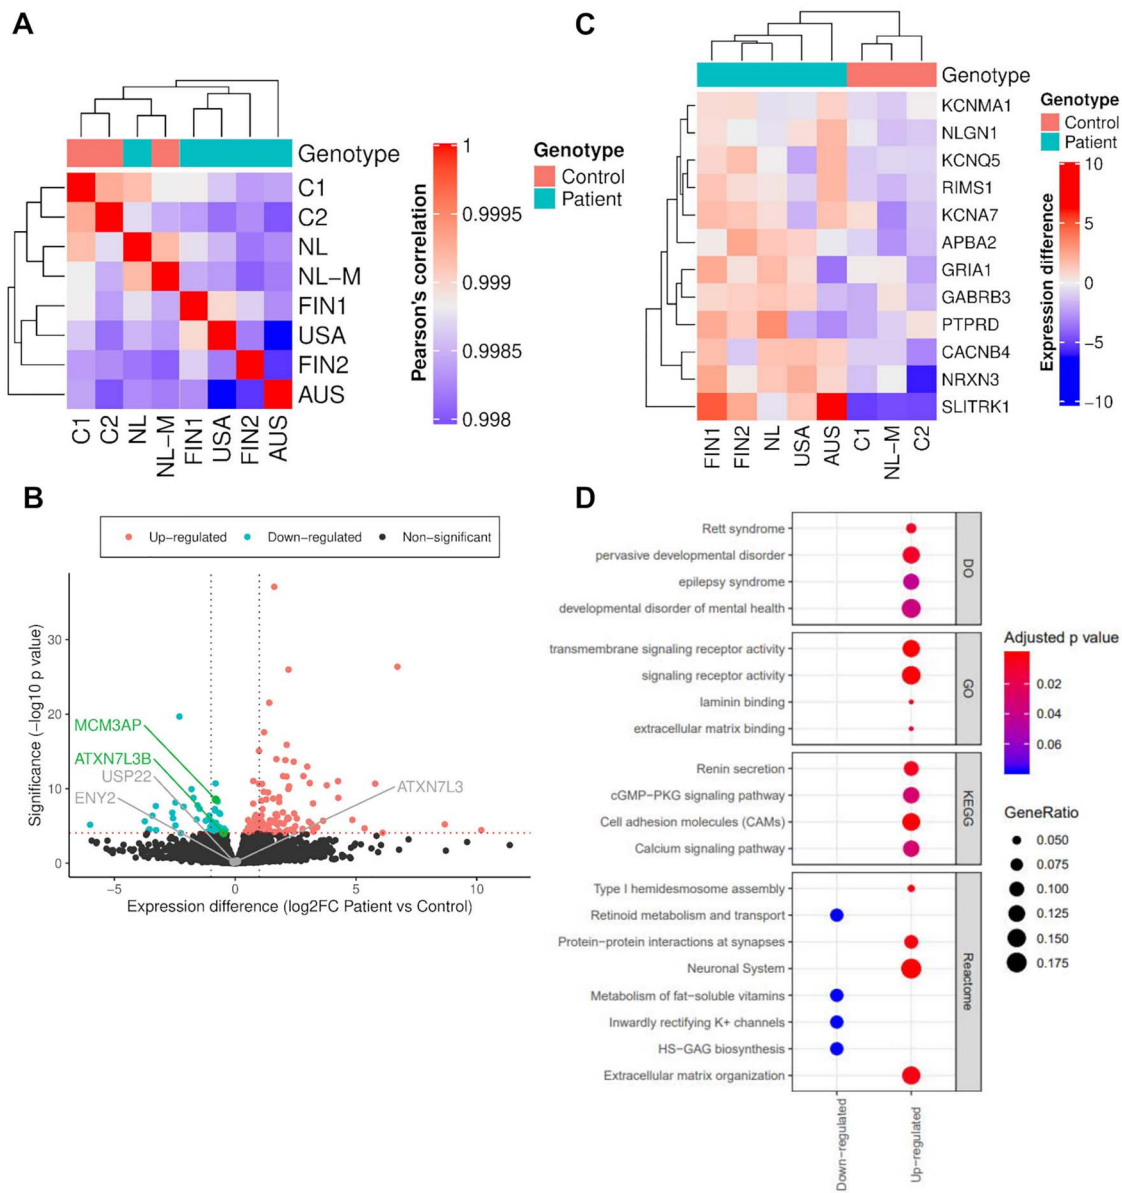 A
Genotype
C1
C2
NL
NL−M
FIN1
USA
FIN2
AUS
C1
C2
NL
NL−M
FIN1
USA
FIN2
AUS
Pearson's correlation
1
0.9995
0.999
0.9985
0.998
Genotype
Control
Patient
C
Genotype
KCNMA1
NLGN1
KCNQ5
RIMS1
KCNA7
APBA2
GRIA1
GABRB3
PTPRD
CACNB4
NRXN3
SLITRK1
FIN1
FIN2
NL
USA
AUS
C1
NL−M
C2
Genotype
Control
Patient
Expression difference
10
5
0
−5
−10
B
Up−regulated
Down−regulated
Non−significant
Significance (−log10 p value)
30
20
10
0
MCM3AP
ATXN7L3B
USP22
ENY2
ATXN7L3
−5
0
5
10
Expression difference (log2FC Patient vs Control)
D
Rett syndrome
pervasive developmental disorder
epilepsy syndrome
developmental disorder of mental health
DO
transmembrane signaling receptor activity
signaling receptor activity
laminin binding
extracellular matrix binding
GO
Renin secretion
cGMP−PKG signaling pathway
Cell adhesion molecules (CAMs)
Calcium signaling pathway
KEGG
Type I hemidesmosome assembly
Retinoid metabolism and transport
Protein−protein interactions at synapses
Neuronal System
Metabolism of fat−soluble vitamins
Inwardly rectifying K+ channels
HS−GAG biosynthesis
Extracellular matrix organization
Reactome
Down−regulated
Up−regulated
Adjusted p value
0.02
0.04
0.06
GeneRatio
0.050
0.075
0.100
0.125
0.150
0.175